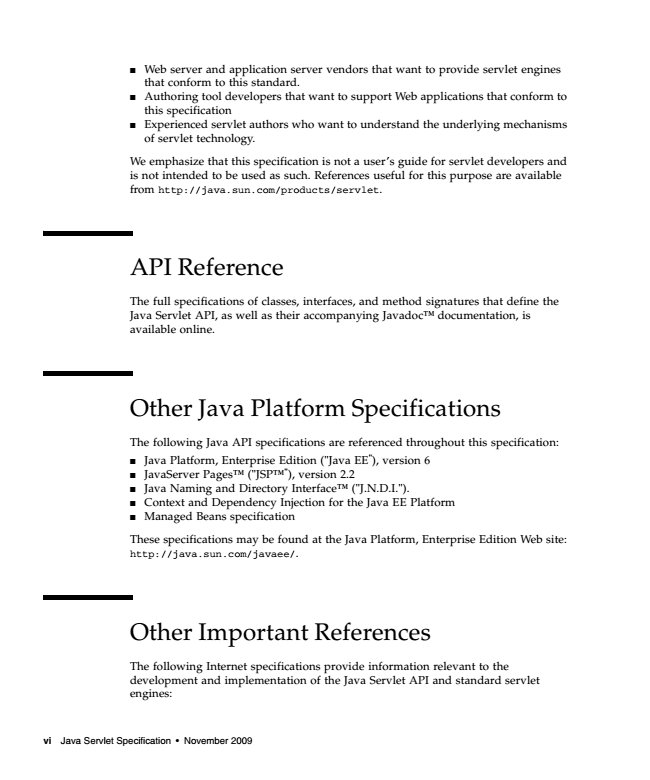 ■ Web server and application server vendors that want to provide servlet engines
that conform to this standard.
■ Authoring tool developers that want to support Web applications that conform to
this specification
■ Experienced servlet authors who want to understand the underlying mechanisms
of servlet technology.
We emphasize that this specification is not a user's guide for servlet developers and
is not intended to be used as such. References useful for this purpose are available
from http://java.sun.com/products/servlet.
API Reference
The full specifications of classes, interfaces, and method signatures that define the
Java Servlet API, as well as their accompanying Javadoc™ documentation, is
available online.
Other Java Platform Specifications
The following Java API specifications are referenced throughout this specification:
■ Java Platform, Enterprise Edition ("Java EE"), version 6
■ JavaServer Pages™ ("JSP™"), version 2.2
■ Java Naming and Directory Interface™ ("J.N.D.I.").
■ Context and Dependency Injection for the Java EE Platform
■ Managed Beans specification
These specifications may be found at the Java Platform, Enterprise Edition Web site:
http://java.sun.com/javaee/.
Other Important References
The following Internet specifications provide information relevant to the
development and implementation of the Java Servlet API and standard servlet
engines:
vi Java Servlet Specification • November 2009